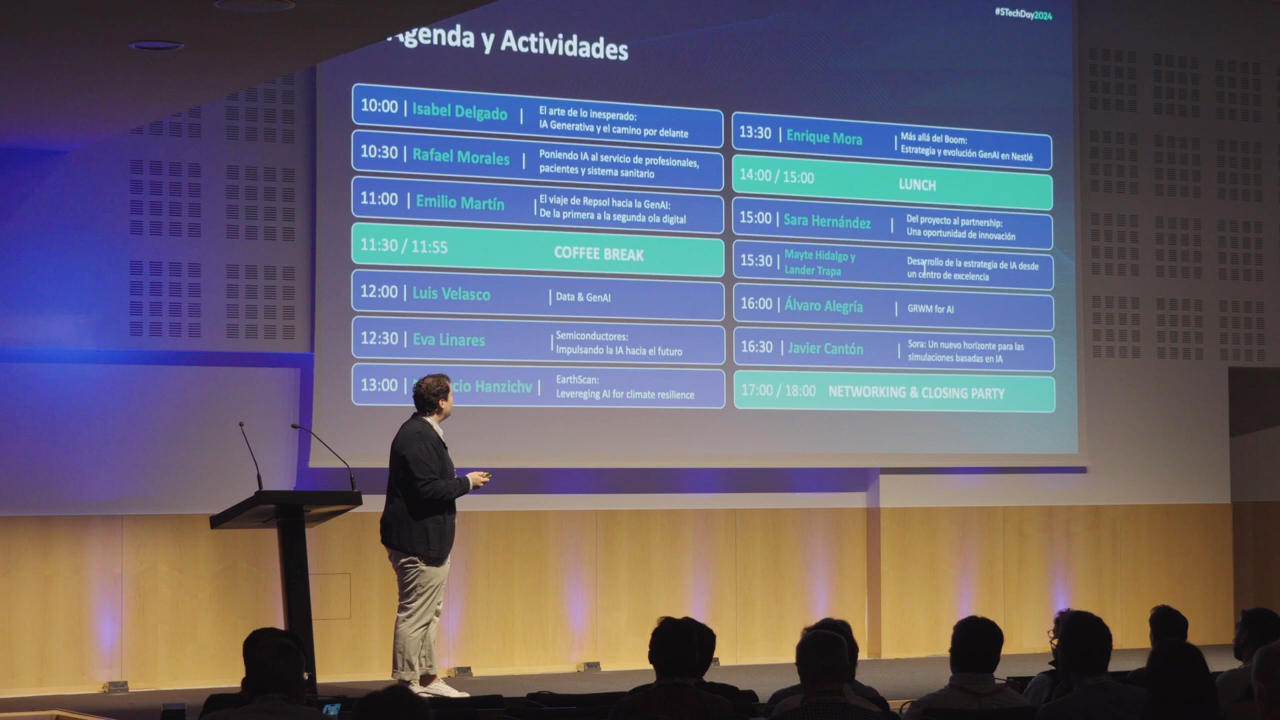 #STechDay2024
Agenda y Actividades
10:00 | Isabel Delgado | El arte de lo inesperado:
IA Generativa y el camino por delante
10:30 | Rafael Morales | Poniendo IA al servicio de profesionales,
pacientes y sistema sanitario
11:00 | Emilio Martín | El viaje de Repsol hacia la GenAI:
De la primera a la segunda ola digital
11:30 / 11:55 COFFEE BREAK
12:00 | Luis Velasco | Data & GenAI
12:30 | Eva Linares | Semiconductores:
Impulsando la IA hacia el futuro
13:00 | Hanzichv | EarthScan:
Levereging AI for climate resilience
13:30 | Enrique Mora | Más allá del Boom:
Estrategia y evolución GenAI en Nestlé
14:00 / 15:00 LUNCH
15:00 | Sara Hernández | Del proyecto al partnership:
Una oportunidad de innovación
15:30 | Mayte Hidalgo y
Lander Trapa
Desarrollo de la estrategia de IA desde
un centro de excelencia
16:00 | Álvaro Alegría | GRWM for AI
16:30 | Javier Cantón | Sora: Un nuevo horizonte para las
simulaciones basadas en IA
17:00 / 18:00 NETWORKING & CLOSING PARTY